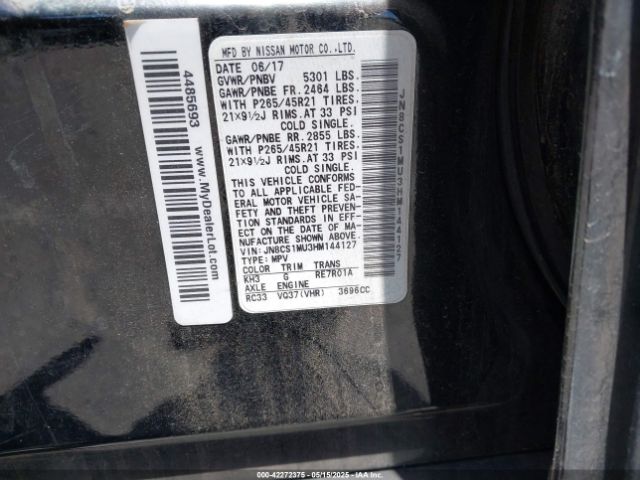 4485693
www.MyDealerLot.com
MFD BY NISSAN MOTOR CO.,LTD.
DATE 06/17
GVWR/PNBV 5301 LBS.
GAWR/PNBE FR. 2464 LBS.
WITH P265/45R21 TIRES.
21X9 1/2J RIMS.AT 33 PSI
COLD SINGLE.
GAWR/PNBE RR. 2855 LBS.
WITH P265/45R21 TIRES.
21X9 1/2J RIMS.AT 33 PSI
COLD SINGLE.
THIS VEHICLE CONFORMS
TO ALL APPLICABLE FED-
ERAL MOTOR VEHICLE SA-
FETY AND THEFT PREVEN-
TION STANDARDS IN EFF-
ECT ON THE DATE OF MA-
NUFACTURE SHOWN ABOVE.
VIN: JN8CS1MU3HM144127
TYPE: MPV
COLOR TRIM TRANS
KH3 G RE7R01A
AXLE ENGINE
RC33 VQ37(VHR) 3696CC
JN8CS1MU3HM144127
000-42272375 - 05/15/2025 - IAA Inc.